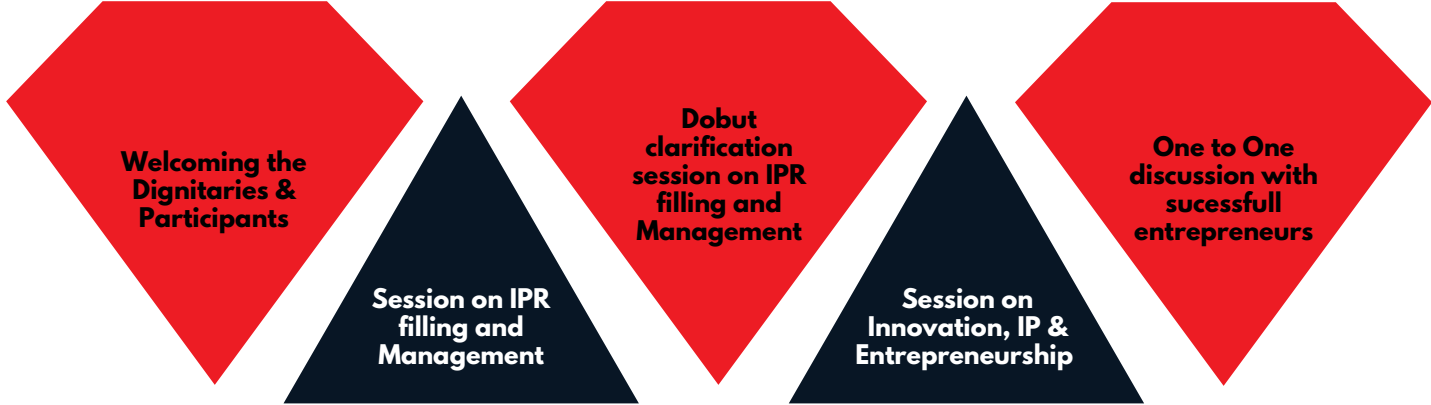 Welcoming the
Dignitaries &
Participants
Session on IPR
filling and
Management
Dobut
clarification
session on IPR
filling and
Management
Session on
Innovation, IP &
Entrepreneurship
One to One
discussion with
sucessfull
entrepreneurs